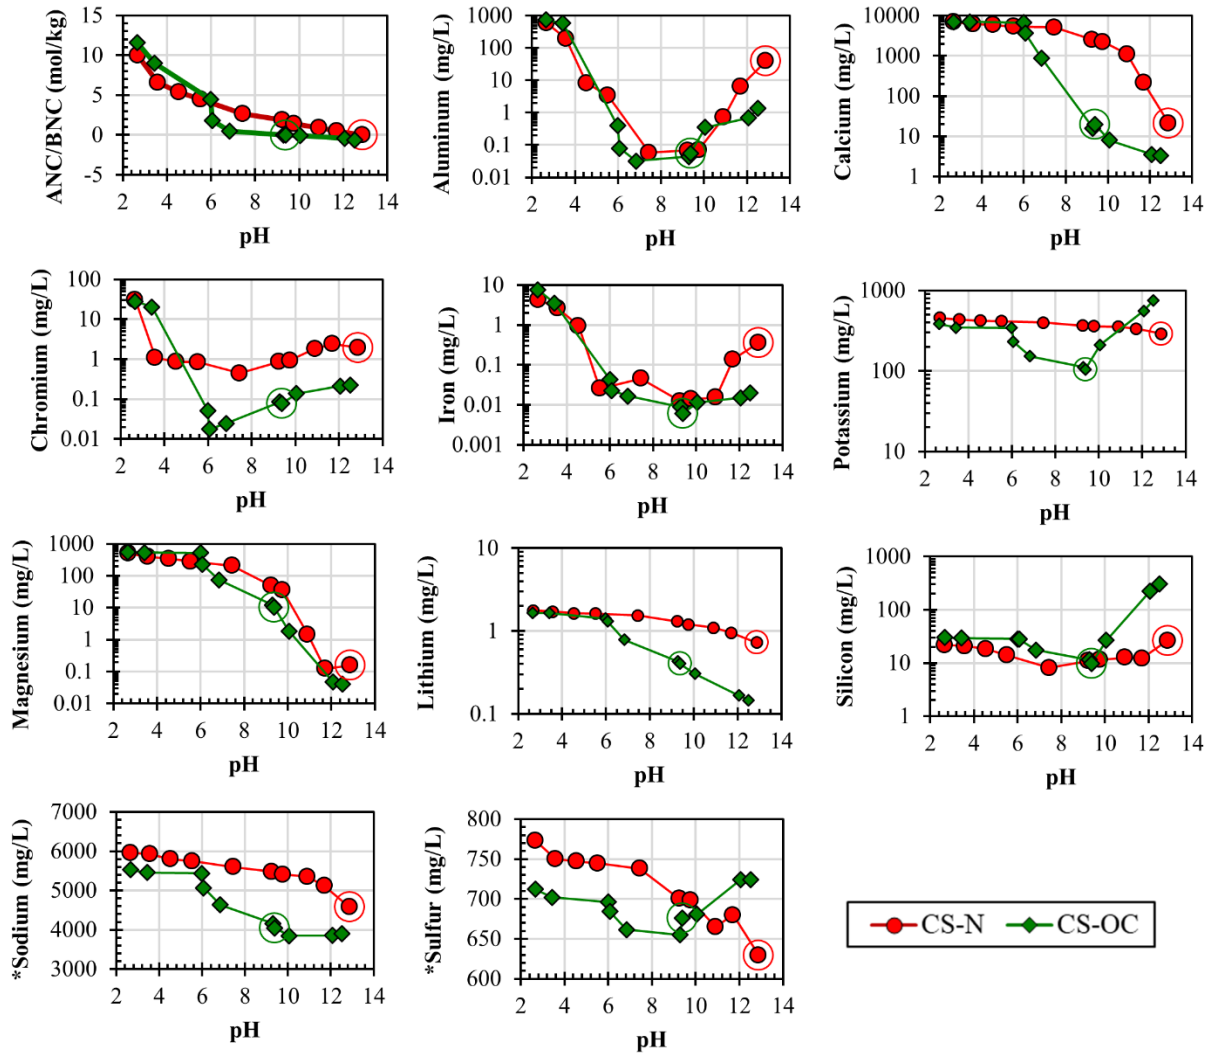 ANC/BNC (mol/kg)
15
10
5
0
-5
2 4 6 8 10 12 14
pH
Aluminum (mg/L)
1000
100
10
1
0.1
0.01
2 4 6 8 10 12 14
pH
Calcium (mg/L)
10000
1000
100
10
1
2 4 6 8 10 12 14
pH
Chromium (mg/L)
100
10
1
0.1
0.01
2 4 6 8 10 12 14
pH
Iron (mg/L)
10
1
0.1
0.01
0.001
2 4 6 8 10 12 14
pH
Potassium (mg/L)
1000
100
10
2 4 6 8 10 12 14
pH
Magnesium (mg/L)
1000
100
10
1
0.1
0.01
2 4 6 8 10 12 14
pH
Lithium (mg/L)
10
1
0.1
2 4 6 8 10 12 14
pH
Silicon (mg/L)
1000
100
10
1
2 4 6 8 10 12 14
pH
*Sodium (mg/L)
7000
6000
5000
4000
3000
2 4 6 8 10 12 14
pH
*Sulfur (mg/L)
800
750
700
650
600
2 4 6 8 10 12 14
pH
CS-N CS-OC